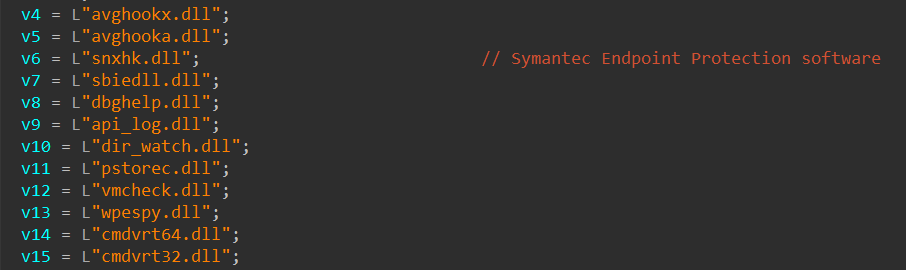 v4 = L"avghookx.dll";
v5 = L"avghooka.dll";
v6 = L"snxhk.dll"; // Symantec Endpoint Protection software
v7 = L"sbiedll.dll";
v8 = L"dbghelp.dll";
v9 = L"api_log.dll";
v10 = L"dir_watch.dll";
v11 = L"pstorec.dll";
v12 = L"vmcheck.dll";
v13 = L"wpespy.dll";
v14 = L"cmdvrt64.dll";
v15 = L"cmdvrt32.dll";